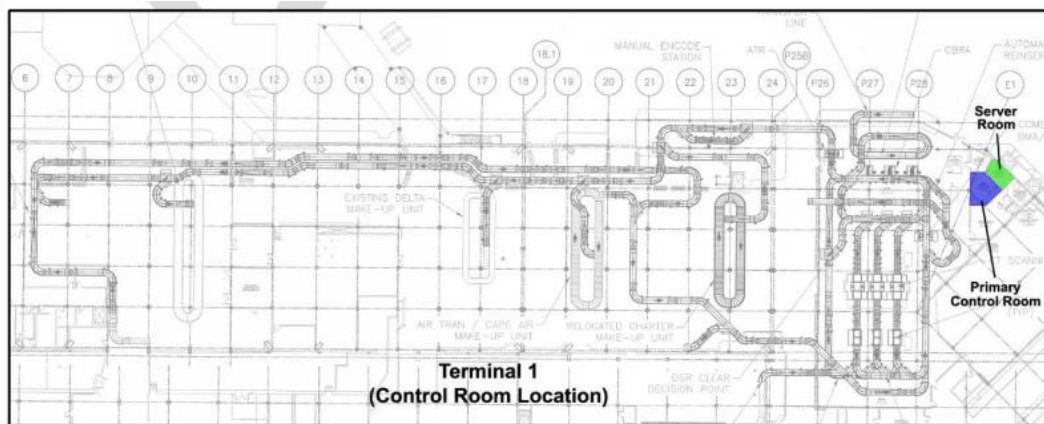 TRANSFER
LINE
MANUAL ENCODE
STATION
ATR
CBRA
6
7
8
9
10
11
12
13
14
15
16
17
18
18.1
19
20
21
22
23
24
P25B
P26
P27
P28
E1
Server
Room
EXISTING DELTA
MAKE-UP UNIT
AIR TRAN / CAPE AIR
MAKE-UP UNIT
RELOCATED CHARTER
MAKE-UP UNIT
BSR CLEAR
DECISION POINT
Primary
Control Room
(TYP)
Terminal 1
(Control Room Location)